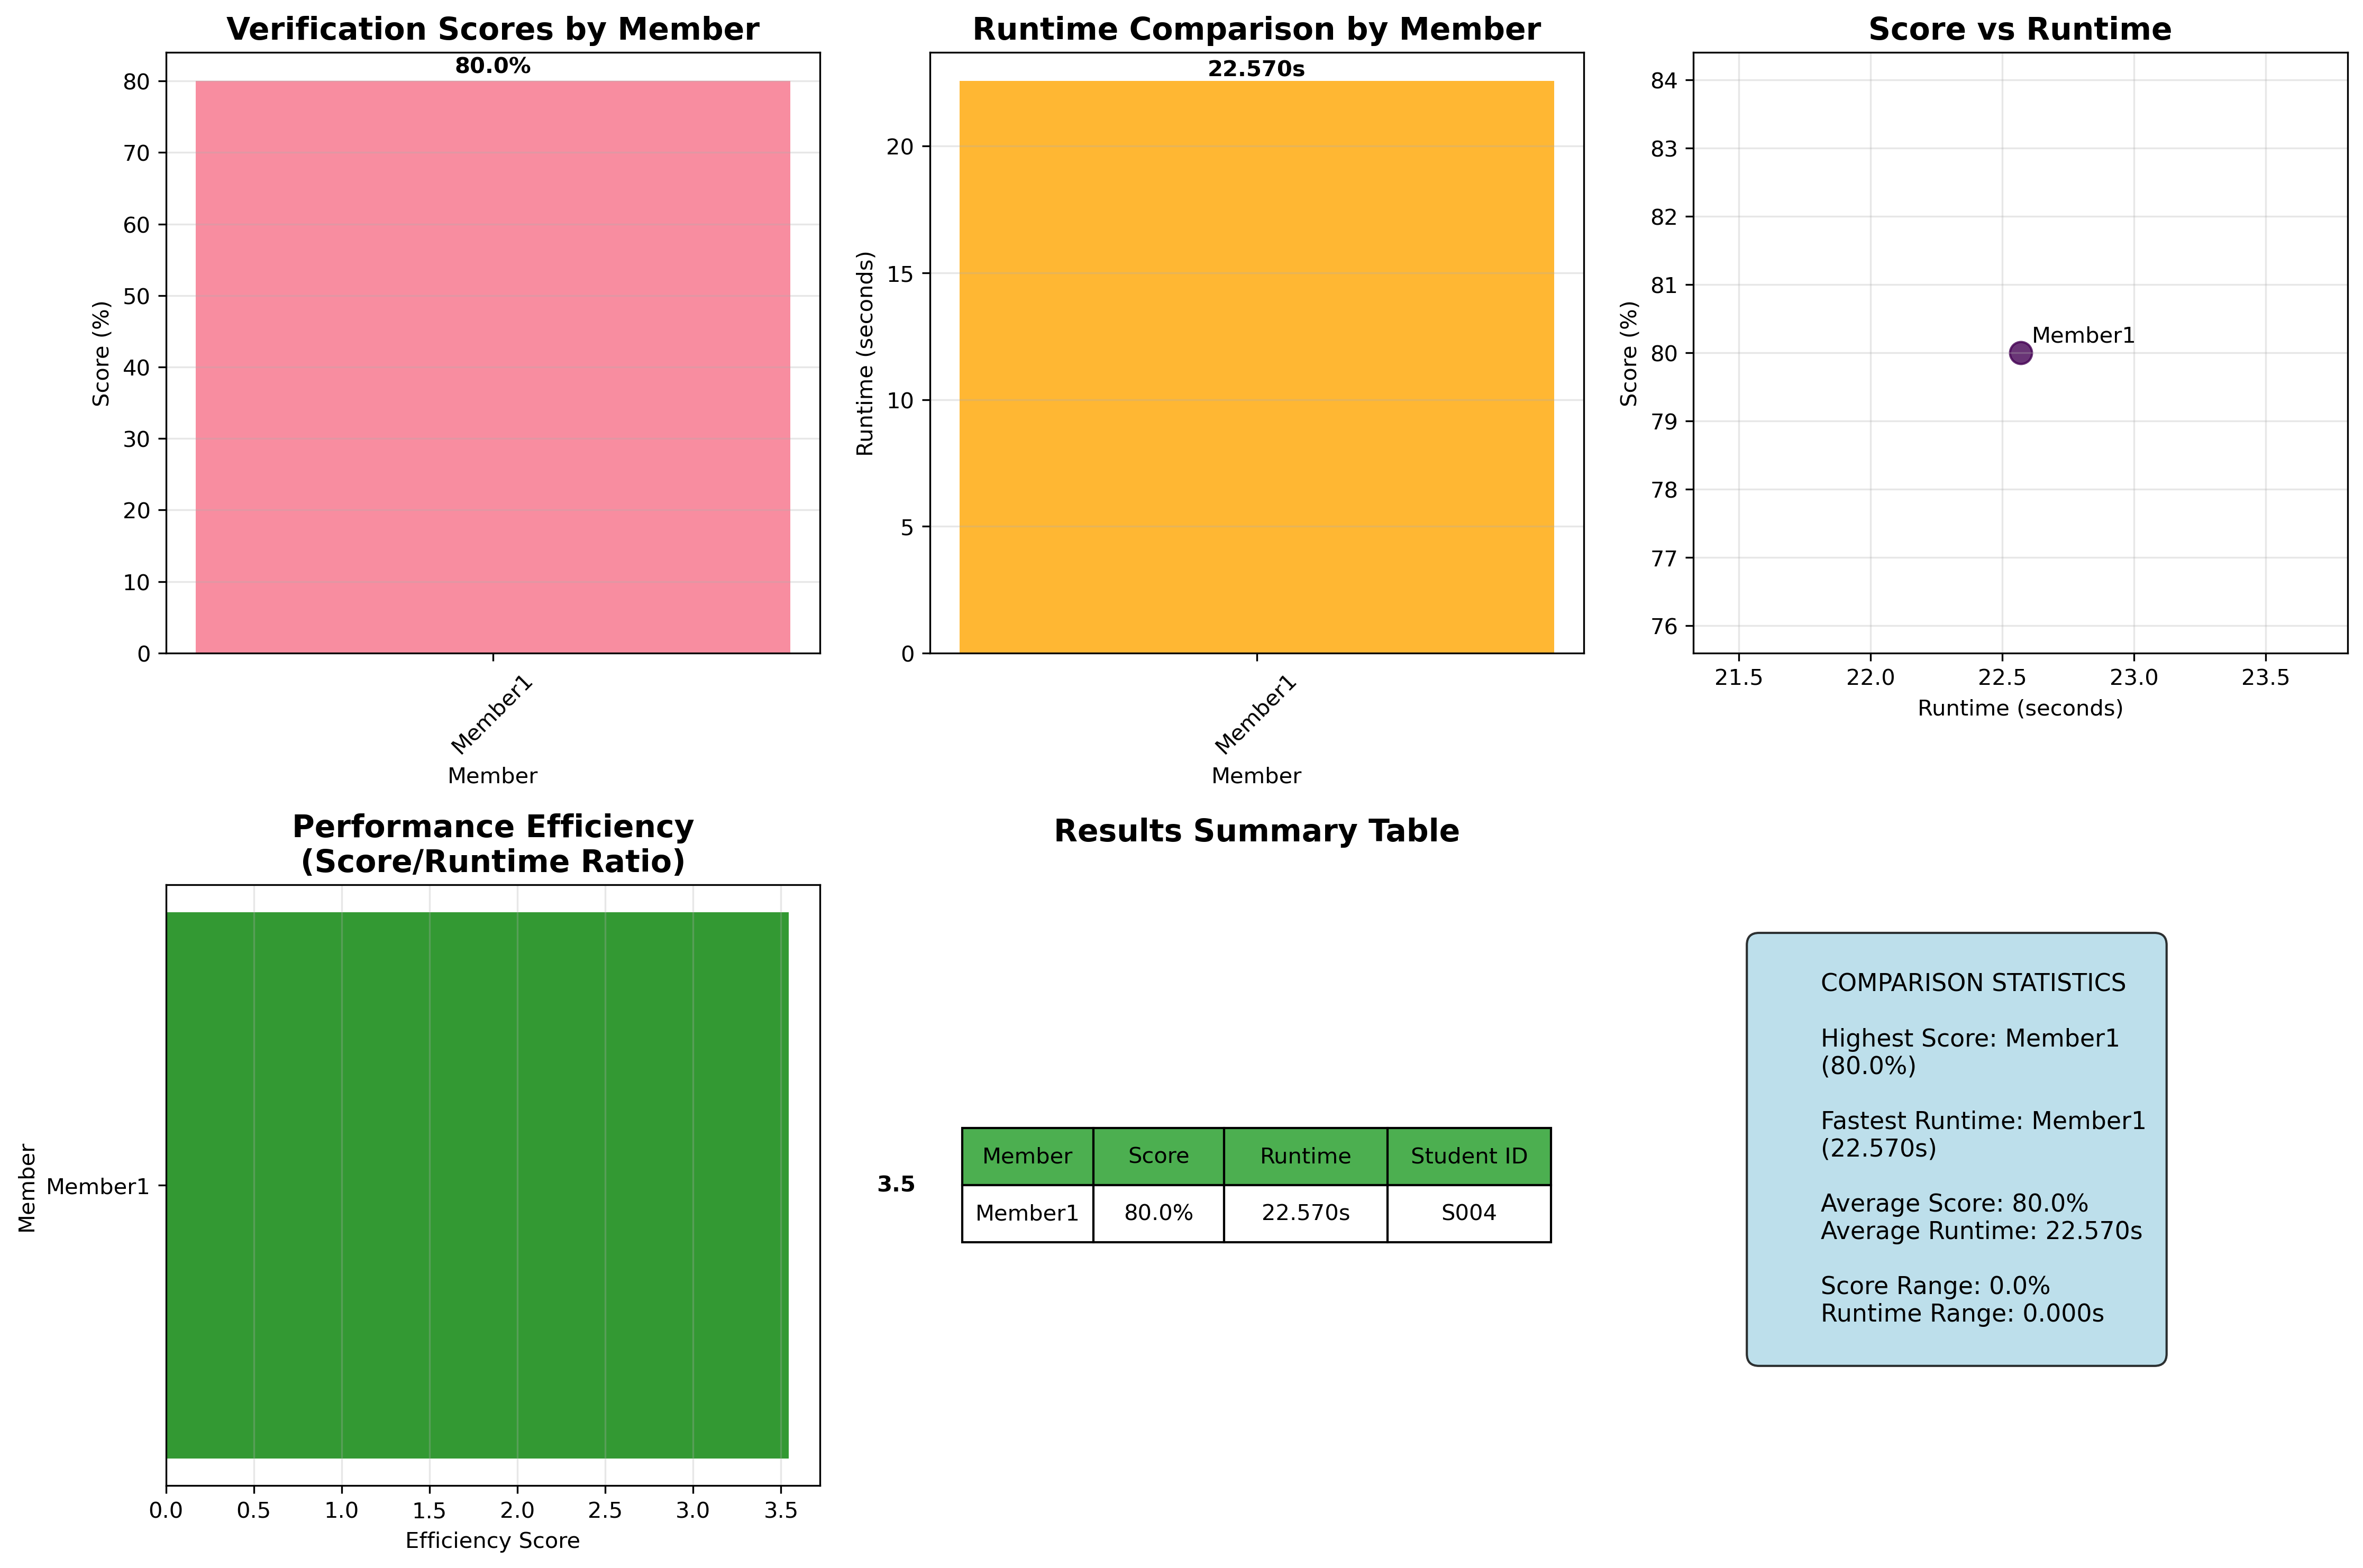 Verification Scores by Member
80.0%
80
70
60
50
40
30
20
10
0
Score (%)
Member1
Member
Runtime Comparison by Member
22.570s
20
15
10
5
0
Runtime (seconds)
Member1
Member
Score vs Runtime
84
83
82
81
80
79
78
77
76
Score (%)
Member1
21.5 22.0 22.5 23.0 23.5
Runtime (seconds)
Performance Efficiency
(Score/Runtime Ratio)
Member
Member1
3.5
0.0 0.5 1.0 1.5 2.0 2.5 3.0 3.5
Efficiency Score
Results Summary Table
Member Score Runtime Student ID
Member1 80.0% 22.570s S004
COMPARISON STATISTICS
Highest Score: Member1
(80.0%)
Fastest Runtime: Member1
(22.570s)
Average Score: 80.0%
Average Runtime: 22.570s
Score Range: 0.0%
Runtime Range: 0.000s